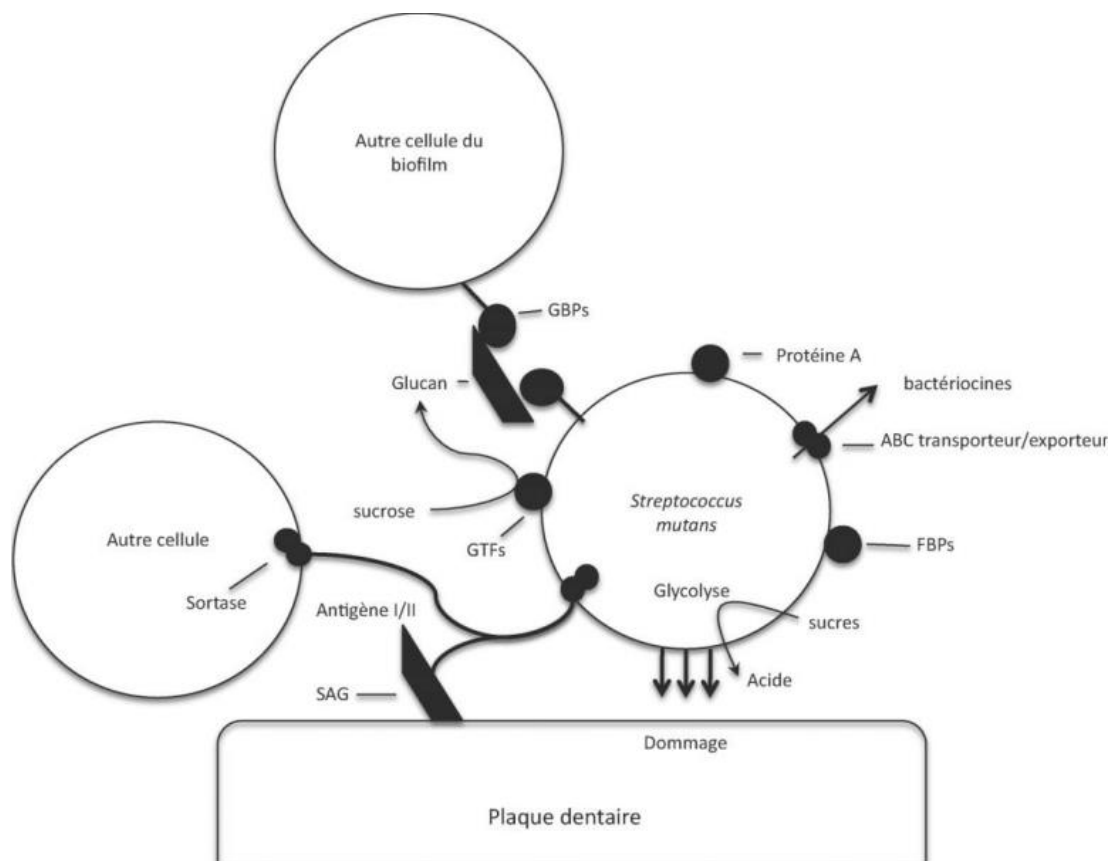 Autre cellule du
biofilm
GBPs
Protéine A
Glucan
bactériocines
ABC transporteur/exporteur
Streptococcus
mutans
sucrose
GTFs
Autre cellule
FBPs
Sortase
Glycolyse
Antigène I/II
sucres
SAG
Acide
Dommage
Plaque dentaire